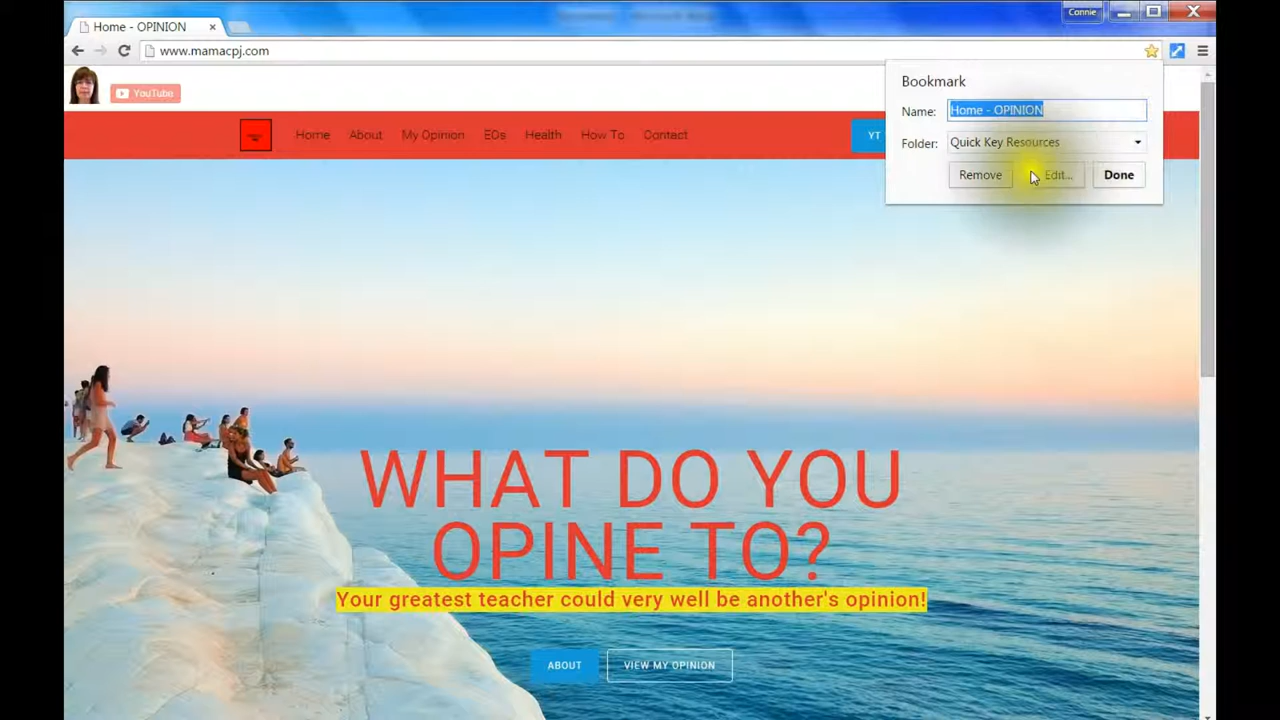 Home - OPINION
Connie
www.mamacpj.com
YouTube
Bookmark
Name: Home - OPINION
Folder: Quick Key Resources
Remove Edit... Done
Home About My Opinion EOs Health How To Contact YT
WHAT DO YOU
OPINE TO?
Your greatest teacher could very well be another's opinion!
ABOUT VIEW MY OPINION